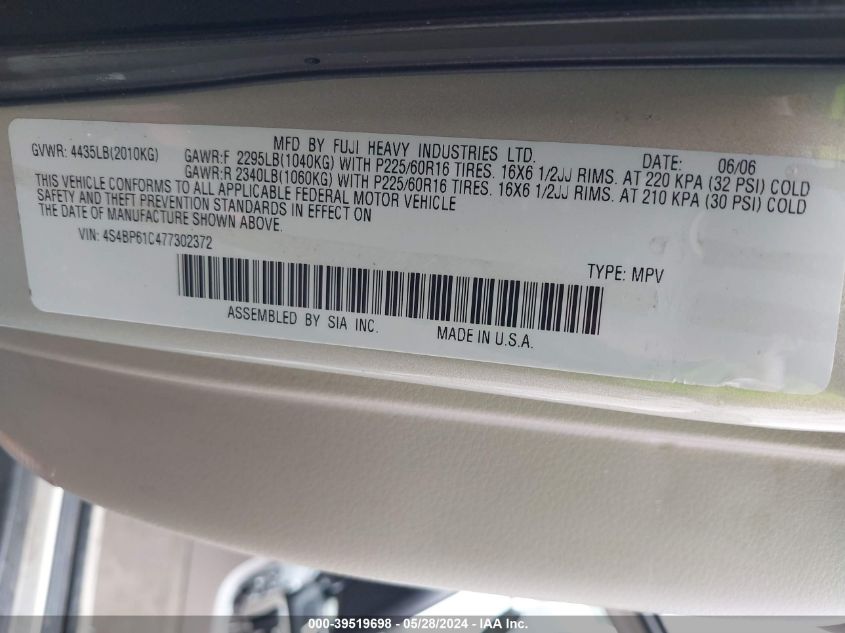 MFD BY FUJI HEAVY INDUSTRIES LTD. DATE: 06/06
GVWR: 4435LB(2010KG) GAWR:F 2295LB(1040KG) WITH P225/60R16 TIRES. 16X6 1/2JJ RIMS. AT 220 KPA (32 PSI) COLD
GAWR:R 2340LB(1060KG) WITH P225/60R16 TIRES. 16X6 1/2JJ RIMS. AT 210 KPA (30 PSI) COLD
THIS VEHICLE CONFORMS TO ALL APPLICABLE FEDERAL MOTOR VEHICLE
SAFETY AND THEFT PREVENTION STANDARDS IN EFFECT ON
THE DATE OF MANUFACTURE SHOWN ABOVE.
VIN: 4S4BP61C477302372 TYPE: MPV
ASSEMBLED BY SIA INC. MADE IN U.S.A.
000-39519698 - 05/28/2024 - IAA Inc.